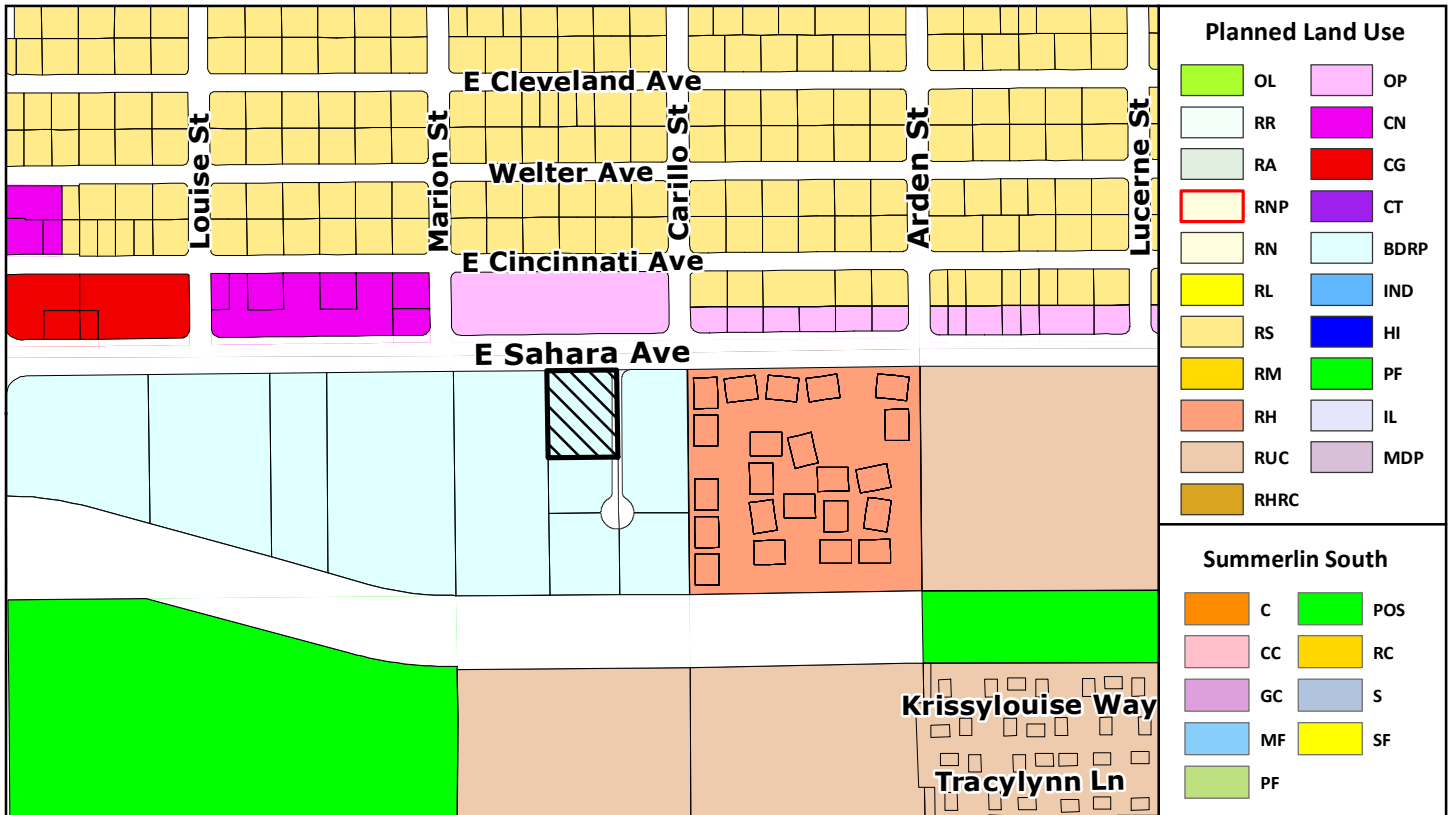 E Cleveland Ave
Louise St
Marion St
Carillo St
Arden St
Lucerne St
Welter Ave
E Cincinnati Ave
E Sahara Ave
Krissylouise Way
Tracylynn Ln
Planned Land Use
OL OP
RR CN
RA CG
RNP CT
RN BDRP
RL IND
RS HI
RM PF
RH IL
RUC MDP
RHRC
Summerlin South
C POS
CC RC
GC S
MF SF
PF